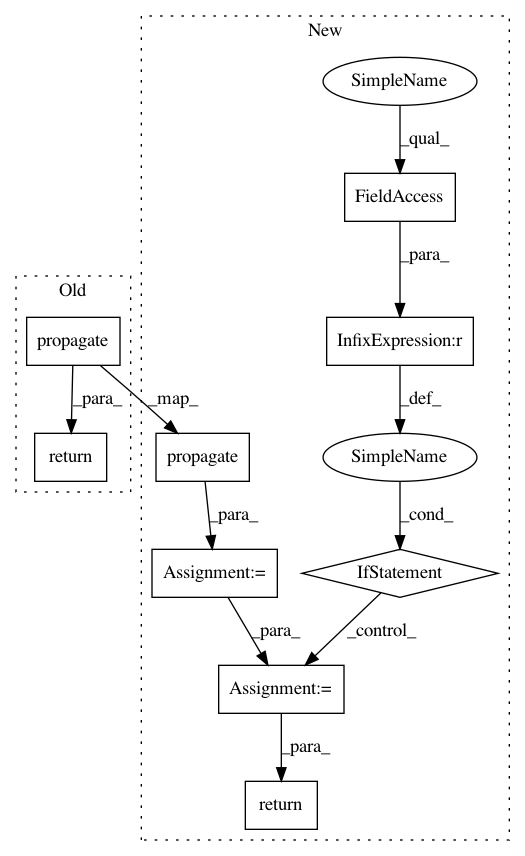 New
SimpleName
_qual_
FieldAccess
_para_
Old
propagate
InfixExpression:r
_para_
_map_
_def_
return
propagate
SimpleName
_para_
_cond_
Assignment:=
IfStatement
_para_
_control_
Assignment:=
_para_
return